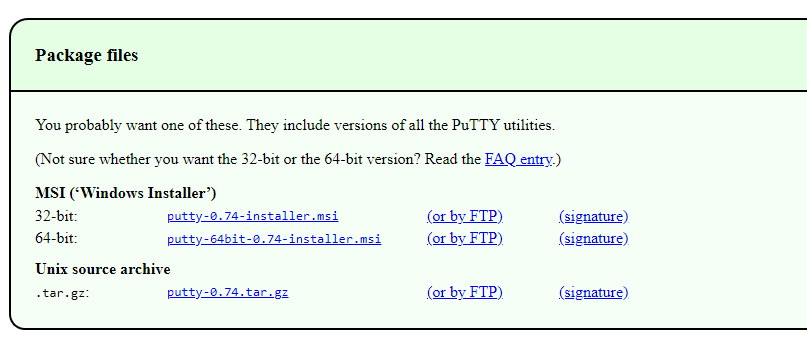 Package files
You probably want one of these. They include versions of all the PuTTY utilities.
(Not sure whether you want the 32-bit or the 64-bit version? Read the FAQ entry.)
MSI (‘Windows Installer’)
32-bit: putty-0.74-installer.msi (or by FTP) (signature)
64-bit: putty-64bit-0.74-installer.msi (or by FTP) (signature)
Unix source archive
.tar.gz: putty-0.74.tar.gz (or by FTP) (signature)